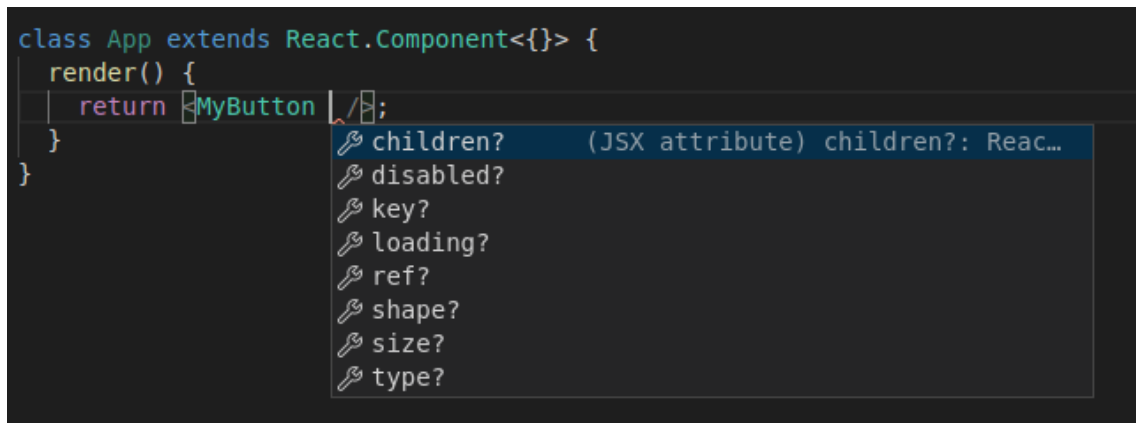 class App extends React.Component<{}> {
render() {
return <MyButton />;
}
}
children? (JSX attribute) children?: Reac…
disabled?
key?
loading?
ref?
shape?
size?
type?